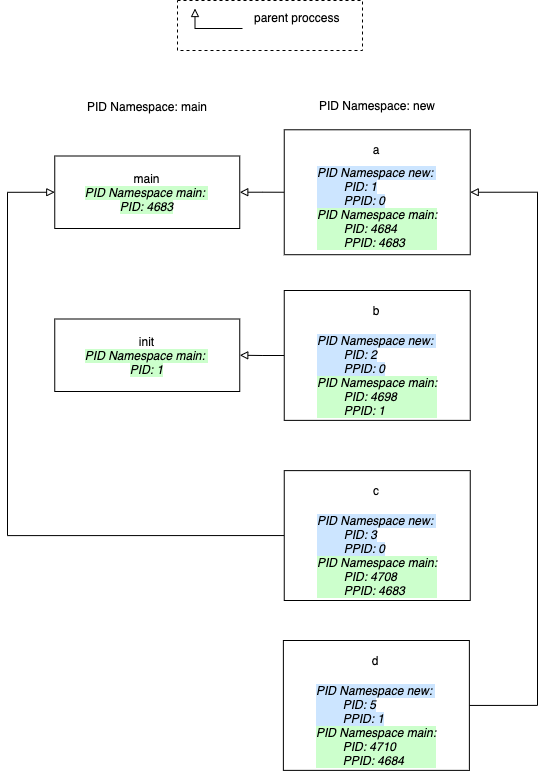 parent proccess
PID Namespace: main
PID Namespace: new
main
PID Namespace main:
PID: 4683
a
PID Namespace new:
PID: 1
PPID: 0
PID Namespace main:
PID: 4684
PPID: 4683
init
PID Namespace main:
PID: 1
b
PID Namespace new:
PID: 2
PPID: 0
PID Namespace main:
PID: 4698
PPID: 1
c
PID Namespace new:
PID: 3
PPID: 0
PID Namespace main:
PID: 4708
PPID: 4683
d
PID Namespace new:
PID: 5
PPID: 1
PID Namespace main:
PID: 4710
PPID: 4684